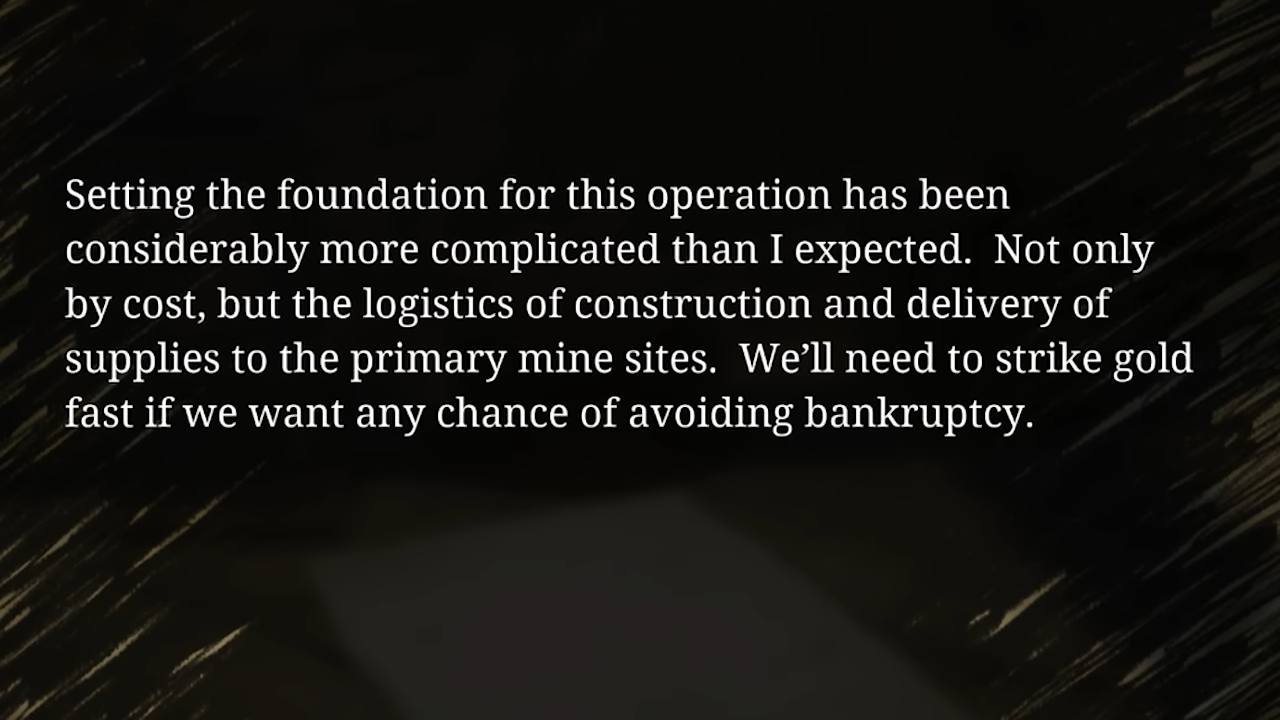 Setting the foundation for this operation has been
considerably more complicated than I expected.  Not only
by cost, but the logistics of construction and delivery of
supplies to the primary mine sites.  We’ll need to strike gold
fast if we want any chance of avoiding bankruptcy.